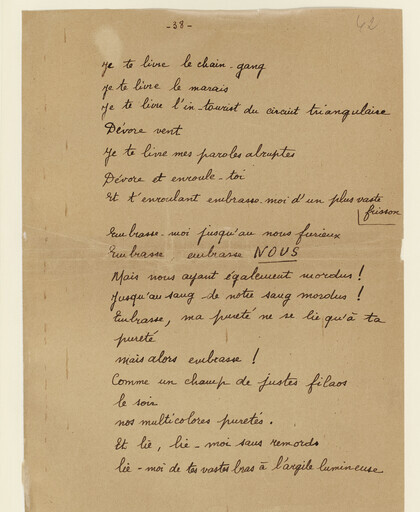 -38-
42
je te livre le chain-gang
je te livre le marais
je te livre l'in-tourist du circuit triangulaire
Dévore vent
je te livre mes paroles abruptes
Dévore et enroule-toi
Et t'enroulant embrasse-moi d'un plus vaste
frisson
Embrasse-moi jusqu'au nous furieux
Embrasse, embrasse NOUS
Mais nous ayant également mordus !
Jusqu'au sang de notre sang mordus !
Embrasse, ma pureté ne se lie qu'à ta
pureté
mais alors embrasse !
Comme un champ de justes filaos
le soir
nos multicolores puretés.
Et lie, lie-moi sans remords
lie-moi de tes vastes bras à l'argile lumineuse